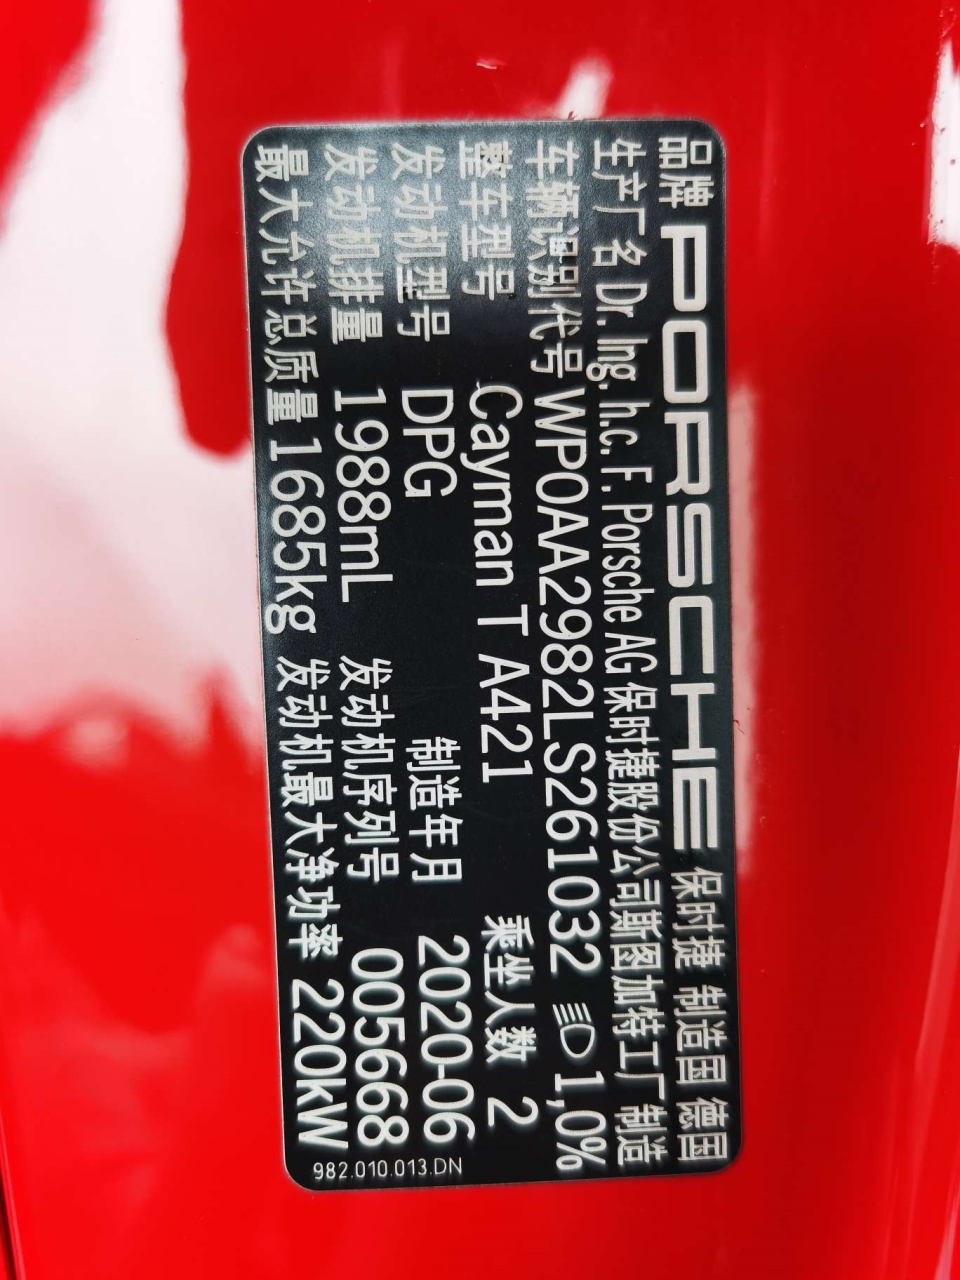 品牌 PORSCHE 保时捷 制造国 德国
生产厂名 Dr. Ing. h.c. F. Porsche AG 保时捷股份公司斯图加特工厂 制造
车辆识别代号 WP0AA2982LS261032 1,0%
整车型号 Cayman T A421 乘坐人数 2
发动机型号 DPG 制造年月 2020-06
发动机排量 1988mL 发动机序列号 005668
最大允许总质量 1685kg 发动机最大净功率 220kW
982.010.013.DN